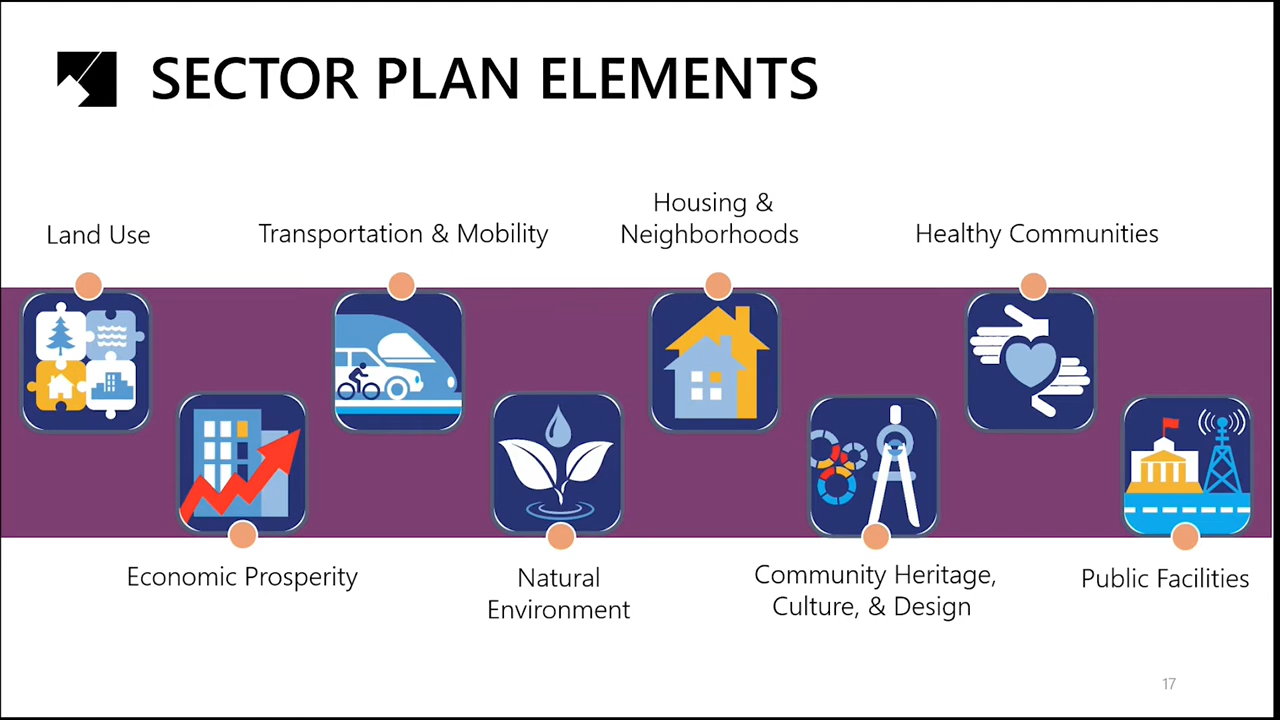 SECTOR PLAN ELEMENTS
Land Use
Transportation & Mobility
Housing &
Neighborhoods
Healthy Communities
Economic Prosperity
Natural
Environment
Community Heritage,
Culture, & Design
Public Facilities
17